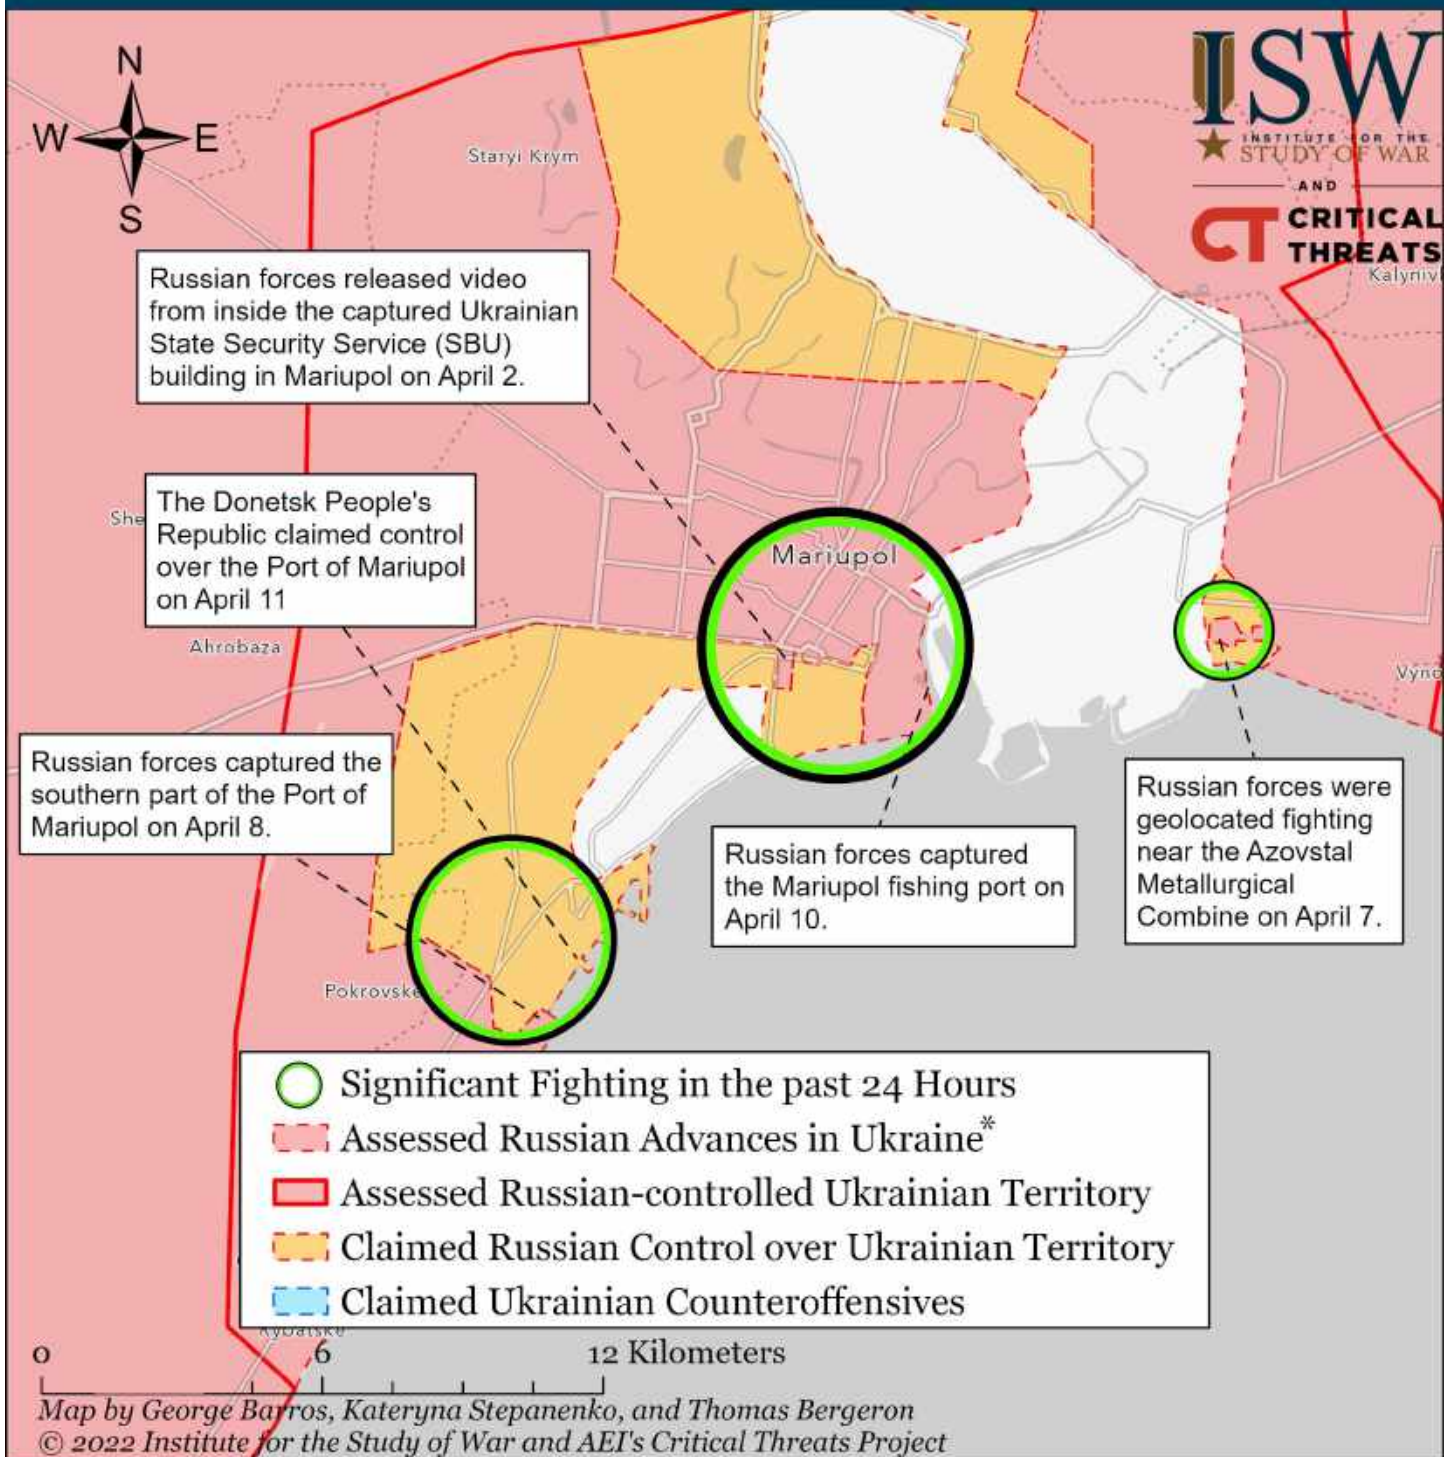 N
W E
S
ISW
INSTITUTE FOR THE
STUDY OF WAR
AND
CT CRITICAL
THREATS
Staryi Krym
Kalyniv
Russian forces released video
from inside the captured Ukrainian
State Security Service (SBU)
building in Mariupol on April 2.
The Donetsk People's
Republic claimed control
over the Port of Mariupol
on April 11
She
Mariupol
Ahrobaza
Vyno
Russian forces captured the
southern part of the Port of
Mariupol on April 8.
Russian forces captured
the Mariupol fishing port on
April 10.
Russian forces were
geolocated fighting
near the Azovstal
Metallurgical
Combine on April 7.
Pokrovske
Significant Fighting in the past 24 Hours
Assessed Russian Advances in Ukraine*
Assessed Russian-controlled Ukrainian Territory
Claimed Russian Control over Ukrainian Territory
Claimed Ukrainian Counteroffensives
Rybatske
0 6 12 Kilometers
Map by George Barros, Kateryna Stepanenko, and Thomas Bergeron
© 2022 Institute for the Study of War and AEI's Critical Threats Project